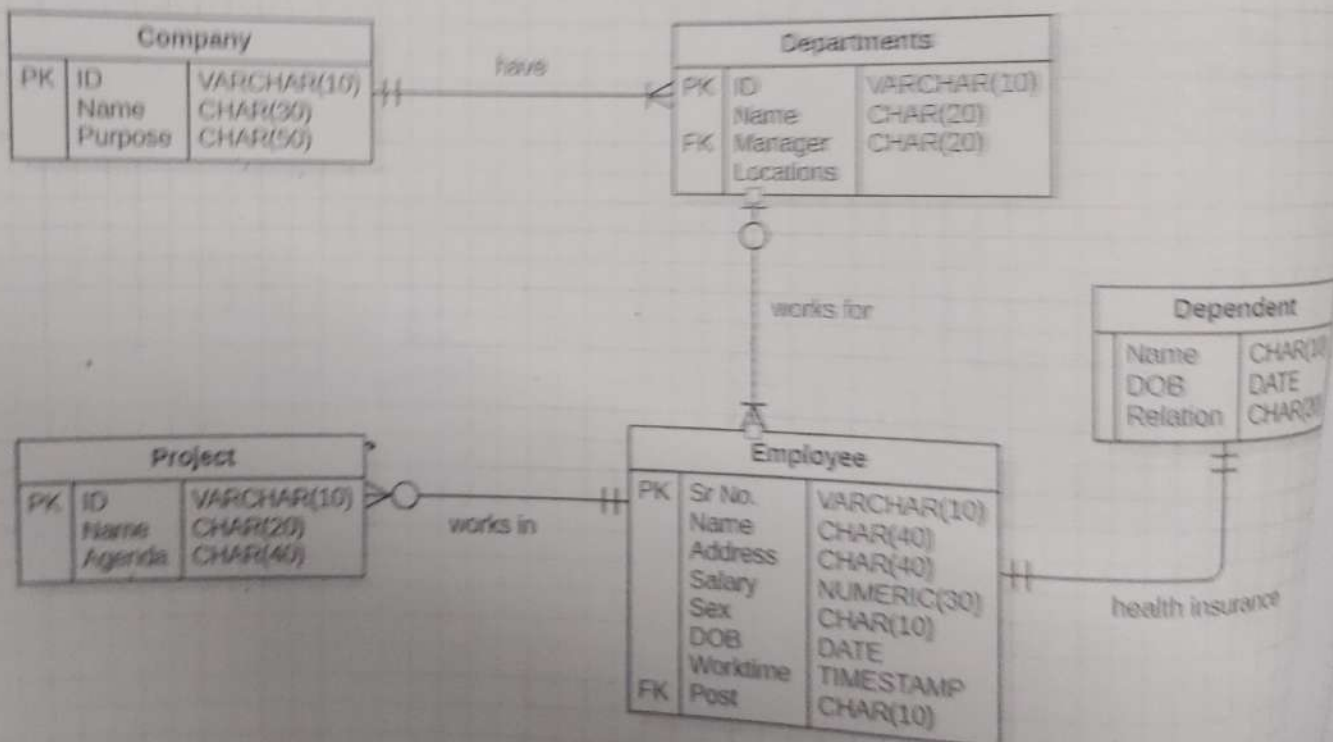 Company
PK ID VARCHAR(10)
Name CHAR(30)
Purpose CHAR(50)
have
Departments
PK ID VARCHAR(10)
Name CHAR(20)
FK Manager CHAR(20)
Locations
works for
Dependent
Name
DOB DATE
Relation
Project
PK ID VARCHAR(10)
Name CHAR(20)
Agenda CHAR(40)
works in
Employee
PK Sr No. VARCHAR(10)
Name CHAR(40)
Address CHAR(40)
Salary NUMERIC(30)
Sex CHAR(10)
DOB DATE
Worktime TIMESTAMP
FK Post CHAR(10)
health insurance